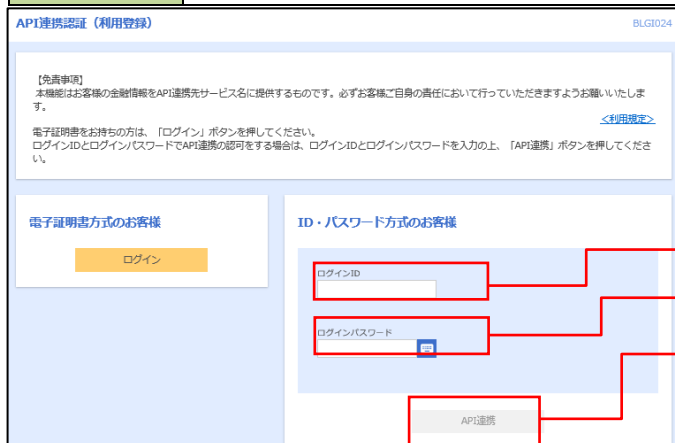 API連携認証（利用登録）
BLGI024
【免責事項】
本機能はお客様の金融情報をAPI連携先サービス名に提供するものです。必ずお客様ご自身の責任において行っていただきますようお願いいたしま
す。
<利用規定>
電子証明書をお持ちの方は、「ログイン」ボタンを押してください。
ログインIDとログインパスワードでAPI連携の認可をする場合は、ログインIDとログインパスワードを入力の上、「API連携」ボタンを押してくださ
い。
電子証明書方式のお客様
ログイン
ID・パスワード方式のお客様
ログインID
ログインパスワード
API連携